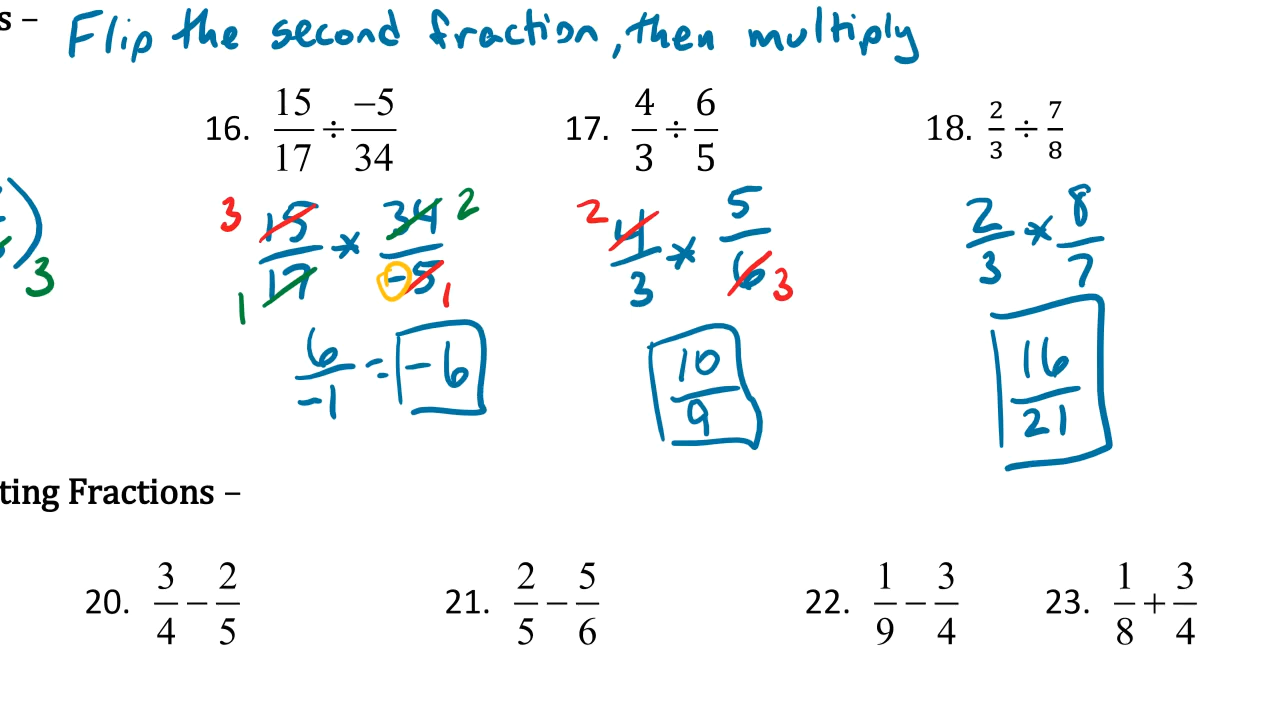 s – Flip the second fraction, then multiply
16. 15/17 ÷ −5/34 17. 4/3 ÷ 6/5 18. 2/3 ÷ 7/8
) 3 3 15/17 1 * 34/−5 2 1 2 4/3 * 5/6 3 2/3 * 8/7
6/−1 = −6 10/9 16/21
ting Fractions –
20. 3/4 − 2/5 21. 2/5 − 5/6 22. 1/9 − 3/4 23. 1/8 + 3/4